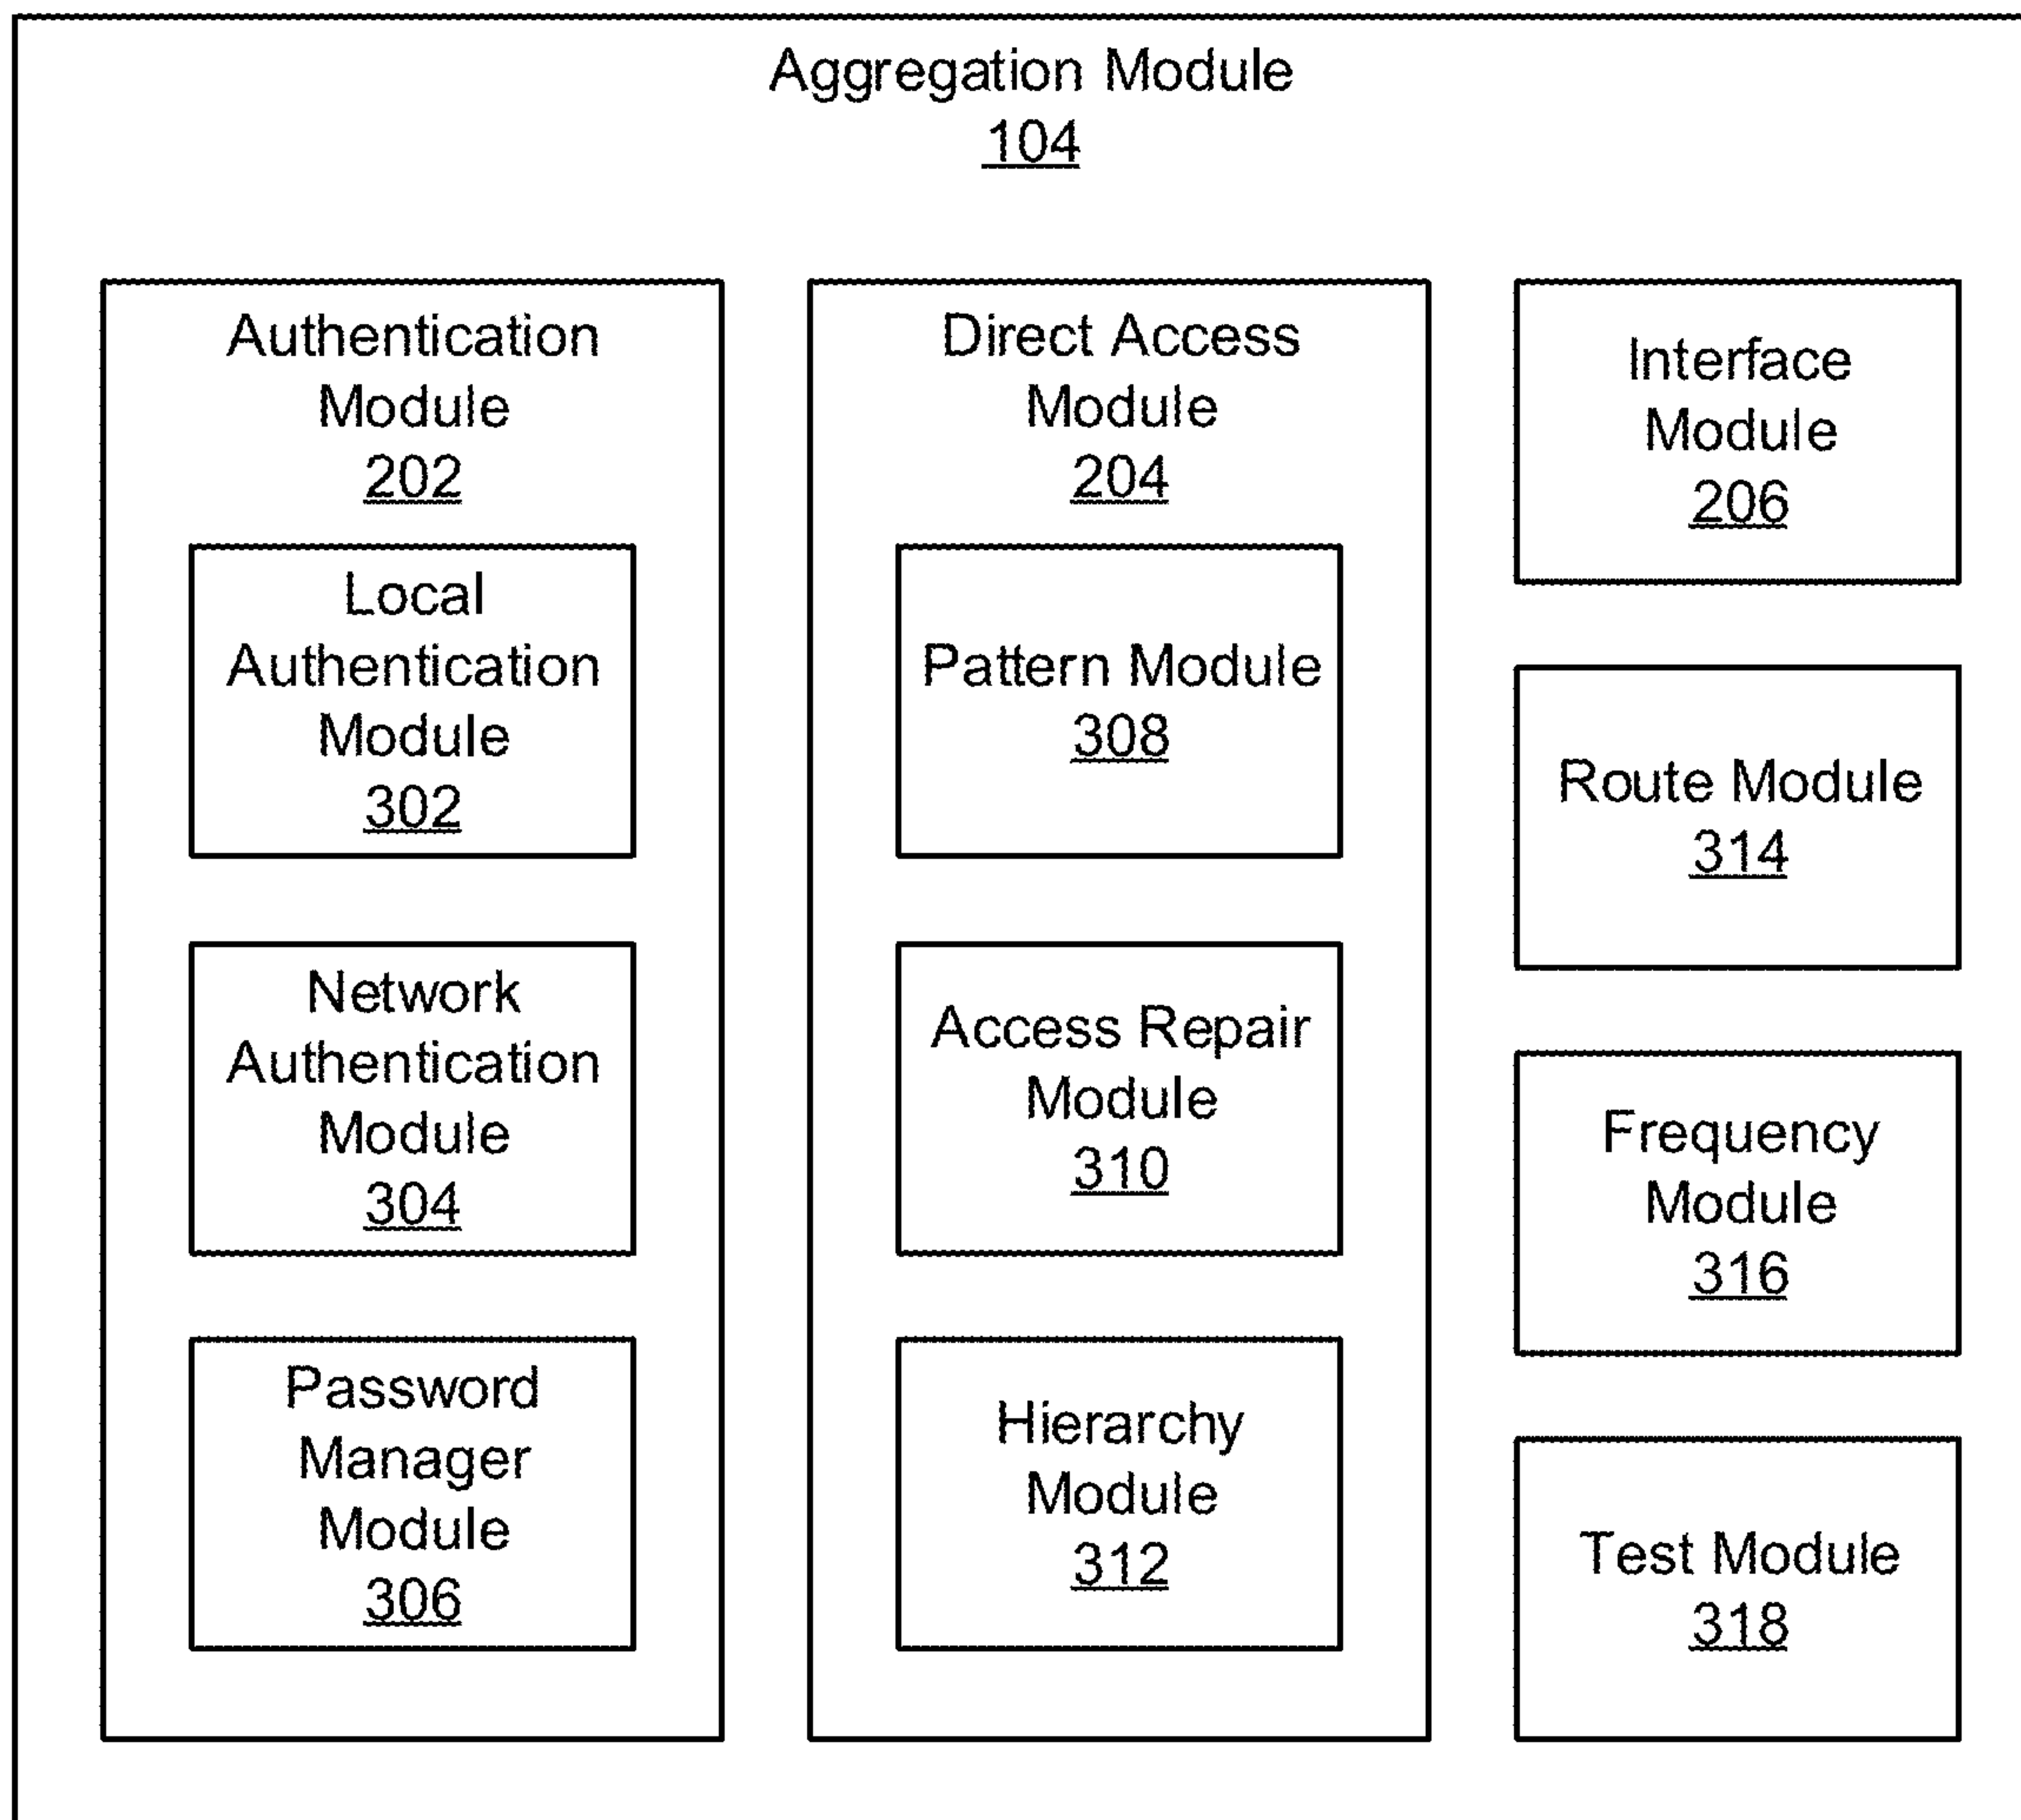 Aggregation Module
104
Authentication
Module
202
Local
Authentication
Module
302
Network
Authentication
Module
304
Password
Manager
Module
306
Direct Access
Module
204
Pattern Module
308
Access Repair
Module
310
Hierarchy
Module
312
Interface
Module
206
Route Module
314
Frequency
Module
316
Test Module
318